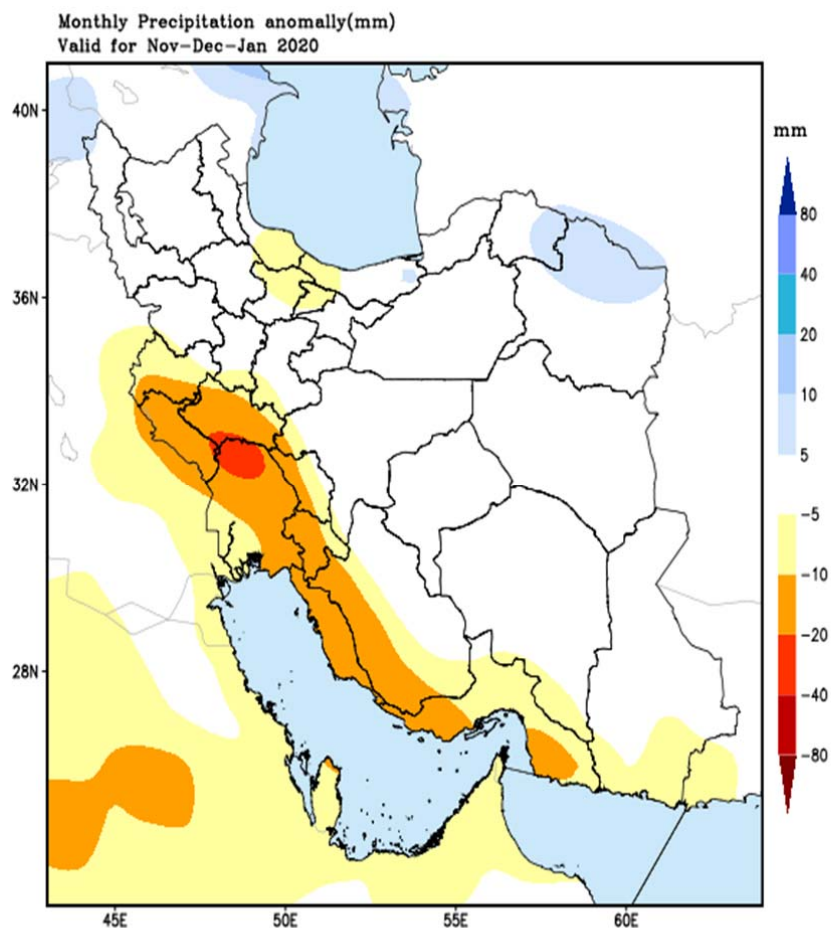 Monthly Precipitation anomally(mm)
Valid for Nov-Dec-Jan 2020
40N
36N
32N
28N
45E
50E
55E
60E
mm
80
40
20
10
5
-5
-10
-20
-40
-80